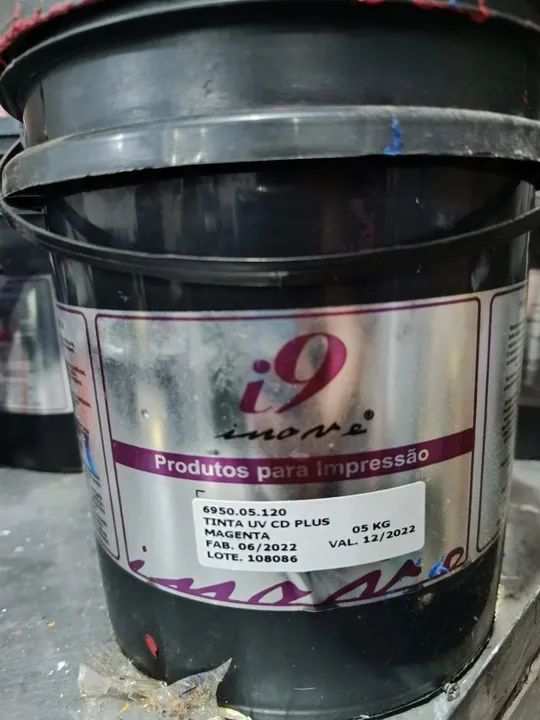 i9
inove®
Produtos para Impressão
6950.05.120
TINTA UV CD PLUS 05 KG
MAGENTA
FAB. 06/2022 VAL. 12/2022
LOTE. 108086
inove